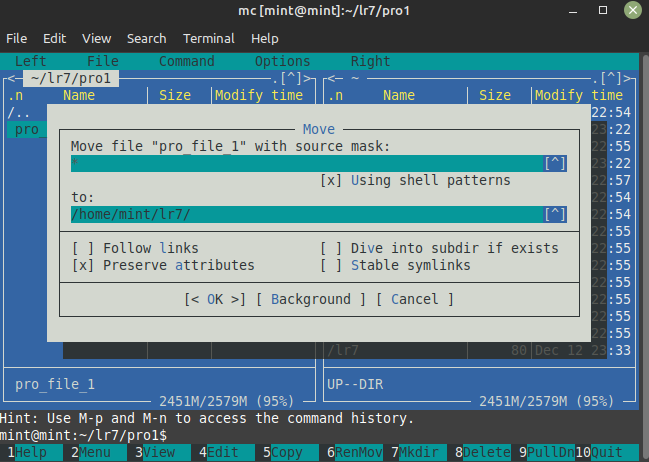 mc [mint@mint]:~/lr7/pro1
File Edit View Search Terminal Help
Left File Command Options Right
<─ ~/lr7/pro1 .[^]> <─ ~ .[^]>
.n Name Size Modify time .n Name Size Modify time
/.. 22:54
pro_ 23:22
Move
22:55
Move file "pro_file_1" with source mask:
* [^] 23:22
[x] Using shell patterns 22:57
to: 22:54
/home/mint/lr7/ [^] 22:54
22:55
[ ] Follow links [ ] Dive into subdir if exists 22:55
[x] Preserve attributes [ ] Stable symlinks 22:55
22:55
[< OK >] [ Background ] [ Cancel ] 22:55
22:55
22:55
/lr7 80 Dec 12 23:33
pro_file_1 UP--DIR
2451M/2579M (95%) 2451M/2579M (95%)
Hint: Use M-p and M-n to access the command history.
mint@mint:~/lr7/pro1$
1Help 2Menu 3View 4Edit 5Copy 6RenMov 7Mkdir 8Delete 9PullDn 10Quit